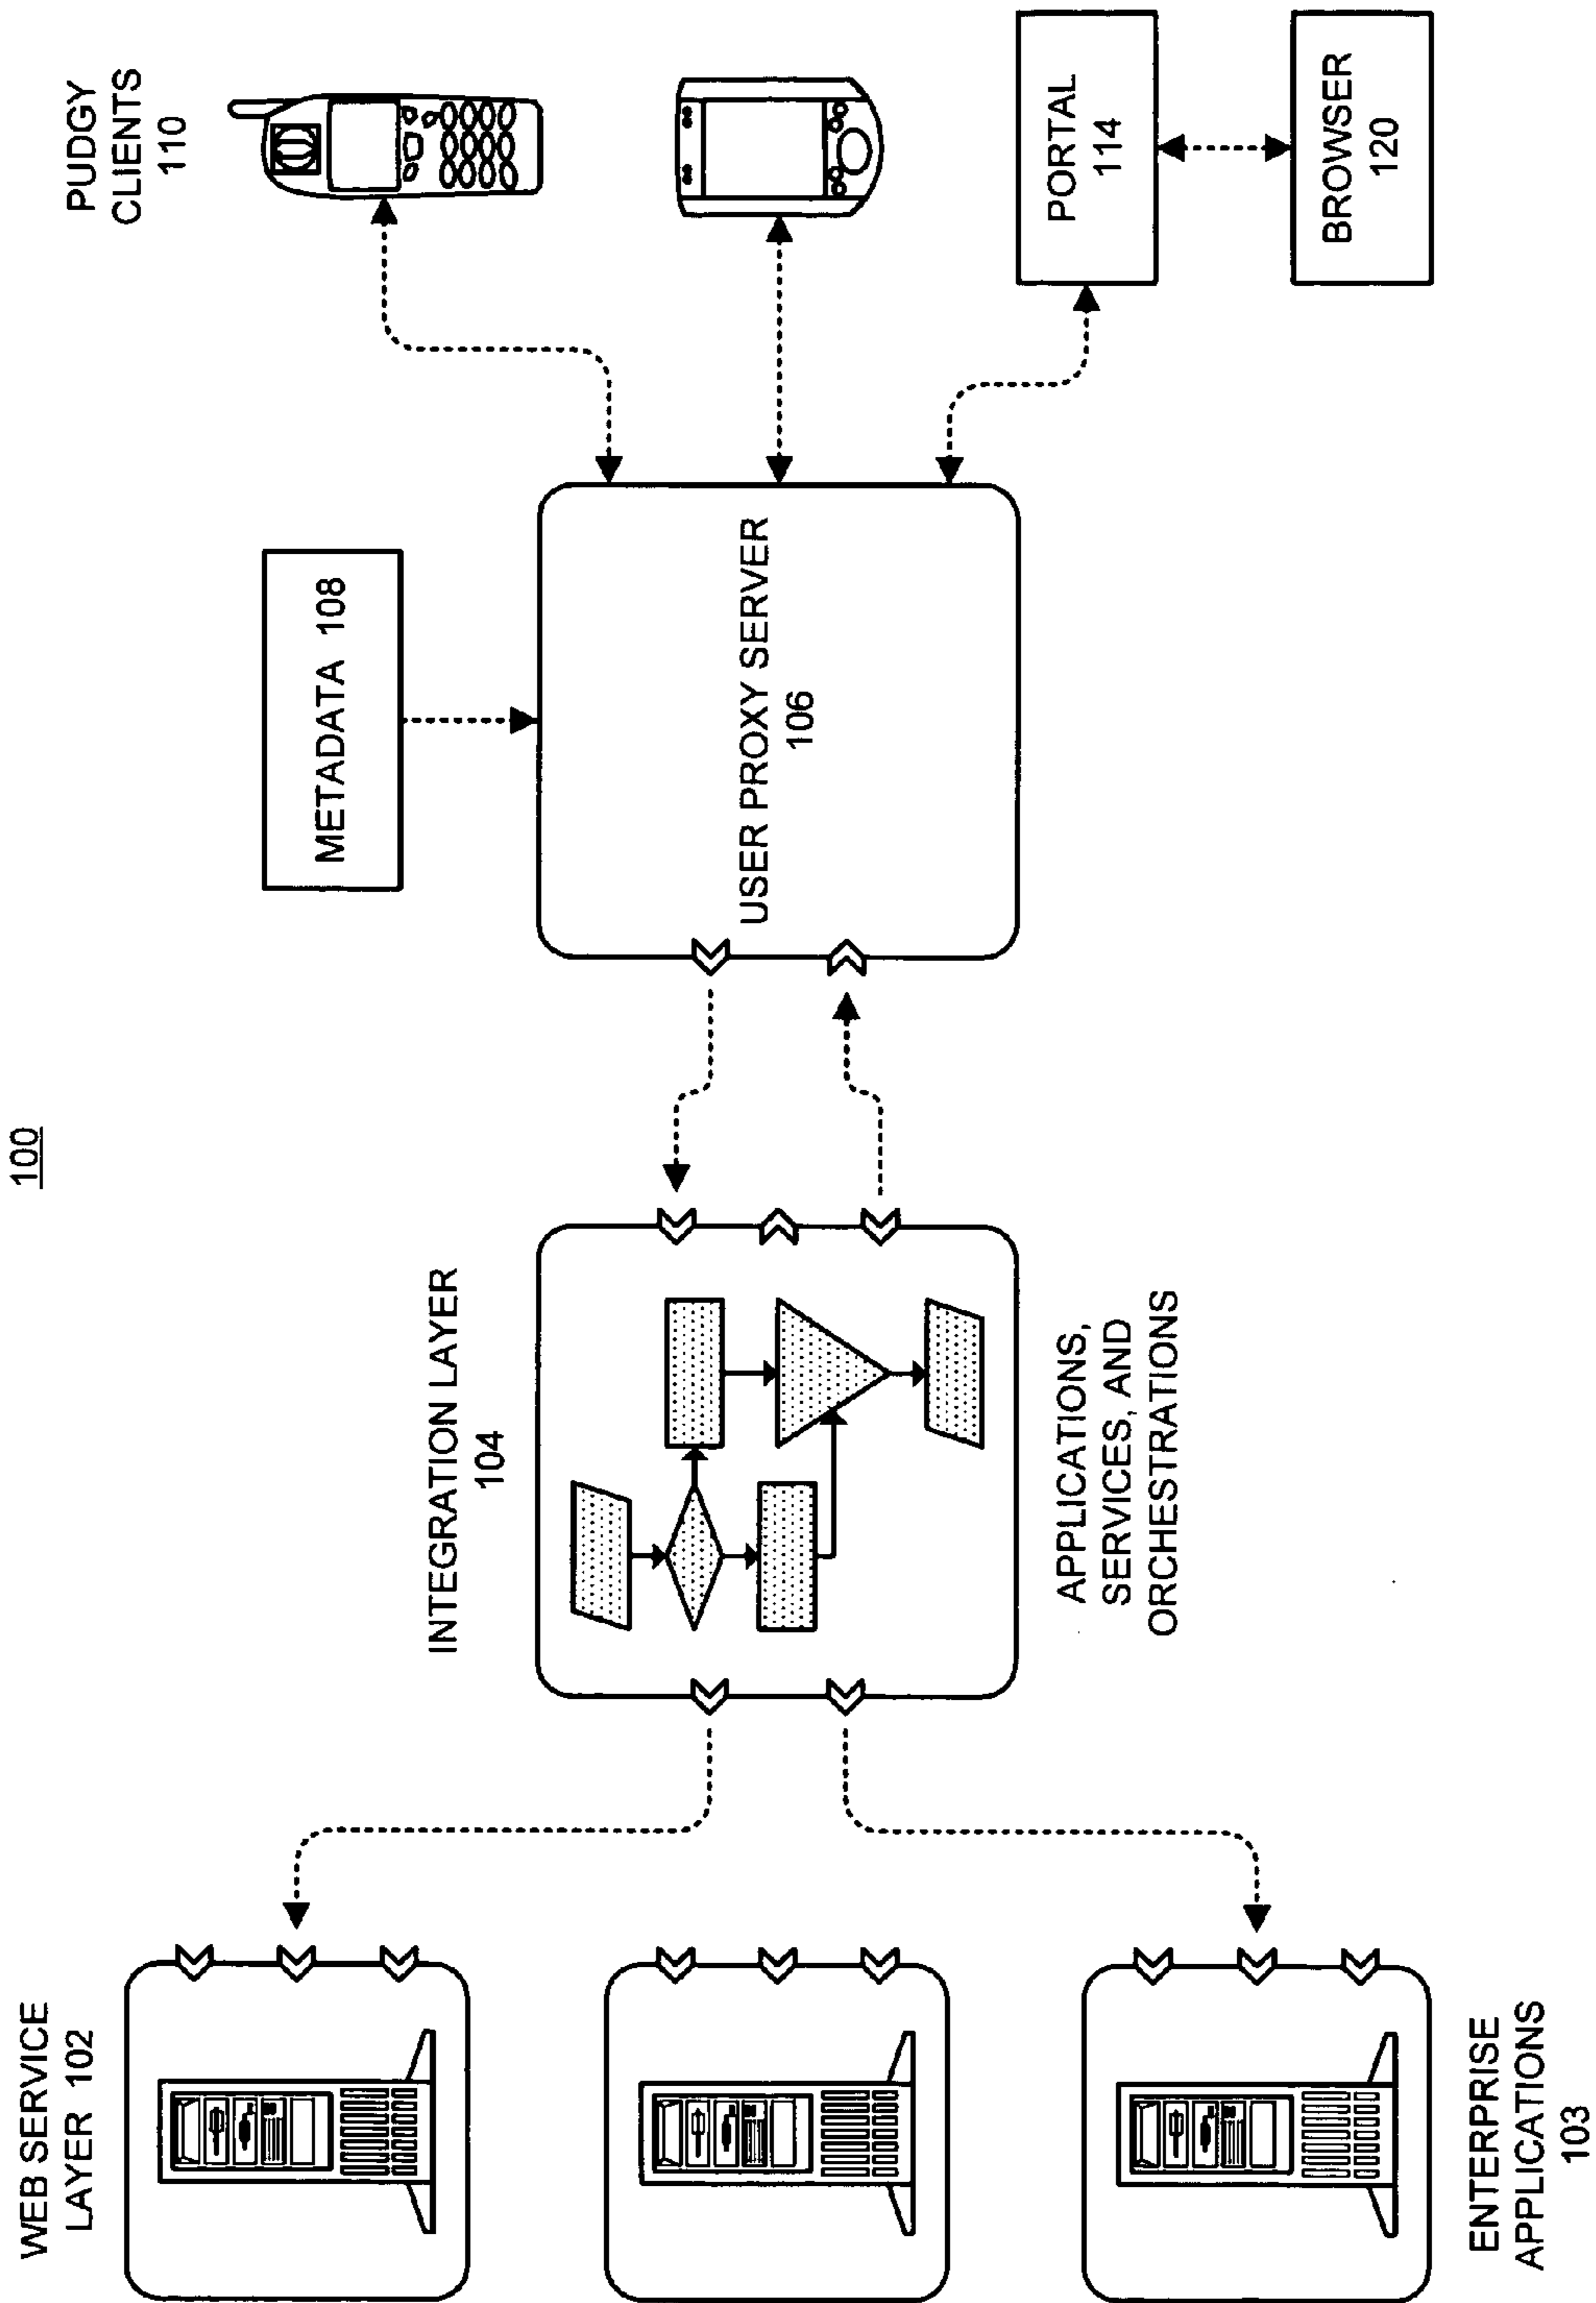 100
WEB SERVICE
LAYER 102
INTEGRATION LAYER
104
METADATA 108
PUDGY
CLIENTS
110
USER PROXY SERVER
106
PORTAL
114
BROWSER
120
APPLICATIONS,
SERVICES, AND
ORCHESTRATIONS
ENTERPRISE
APPLICATIONS
103